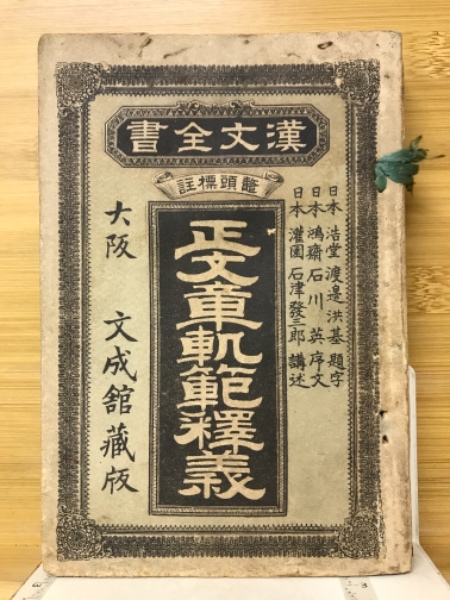 漢文全書
鼇頭標註
日本 浩堂 渡邉洪基 題字
日本 鴻齋 石川英 序文
日本 灌園 石津發三郎 講述
正文章軌範釋義
大阪 文成舘藏版